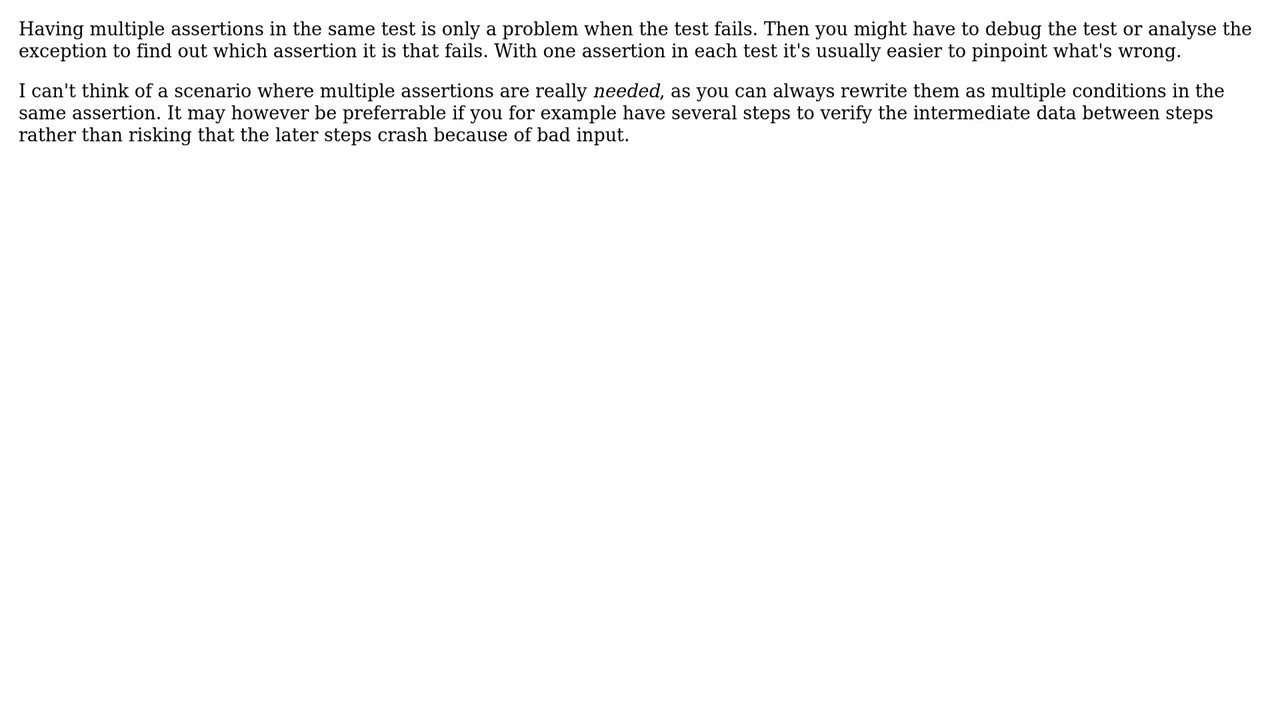 Having multiple assertions in the same test is only a problem when the test fails. Then you might have to debug the test or analyse the
exception to find out which assertion it is that fails. With one assertion in each test it's usually easier to pinpoint what's wrong.
I can't think of a scenario where multiple assertions are really needed, as you can always rewrite them as multiple conditions in the
same assertion. It may however be preferrable if you for example have several steps to verify the intermediate data between steps
rather than risking that the later steps crash because of bad input.